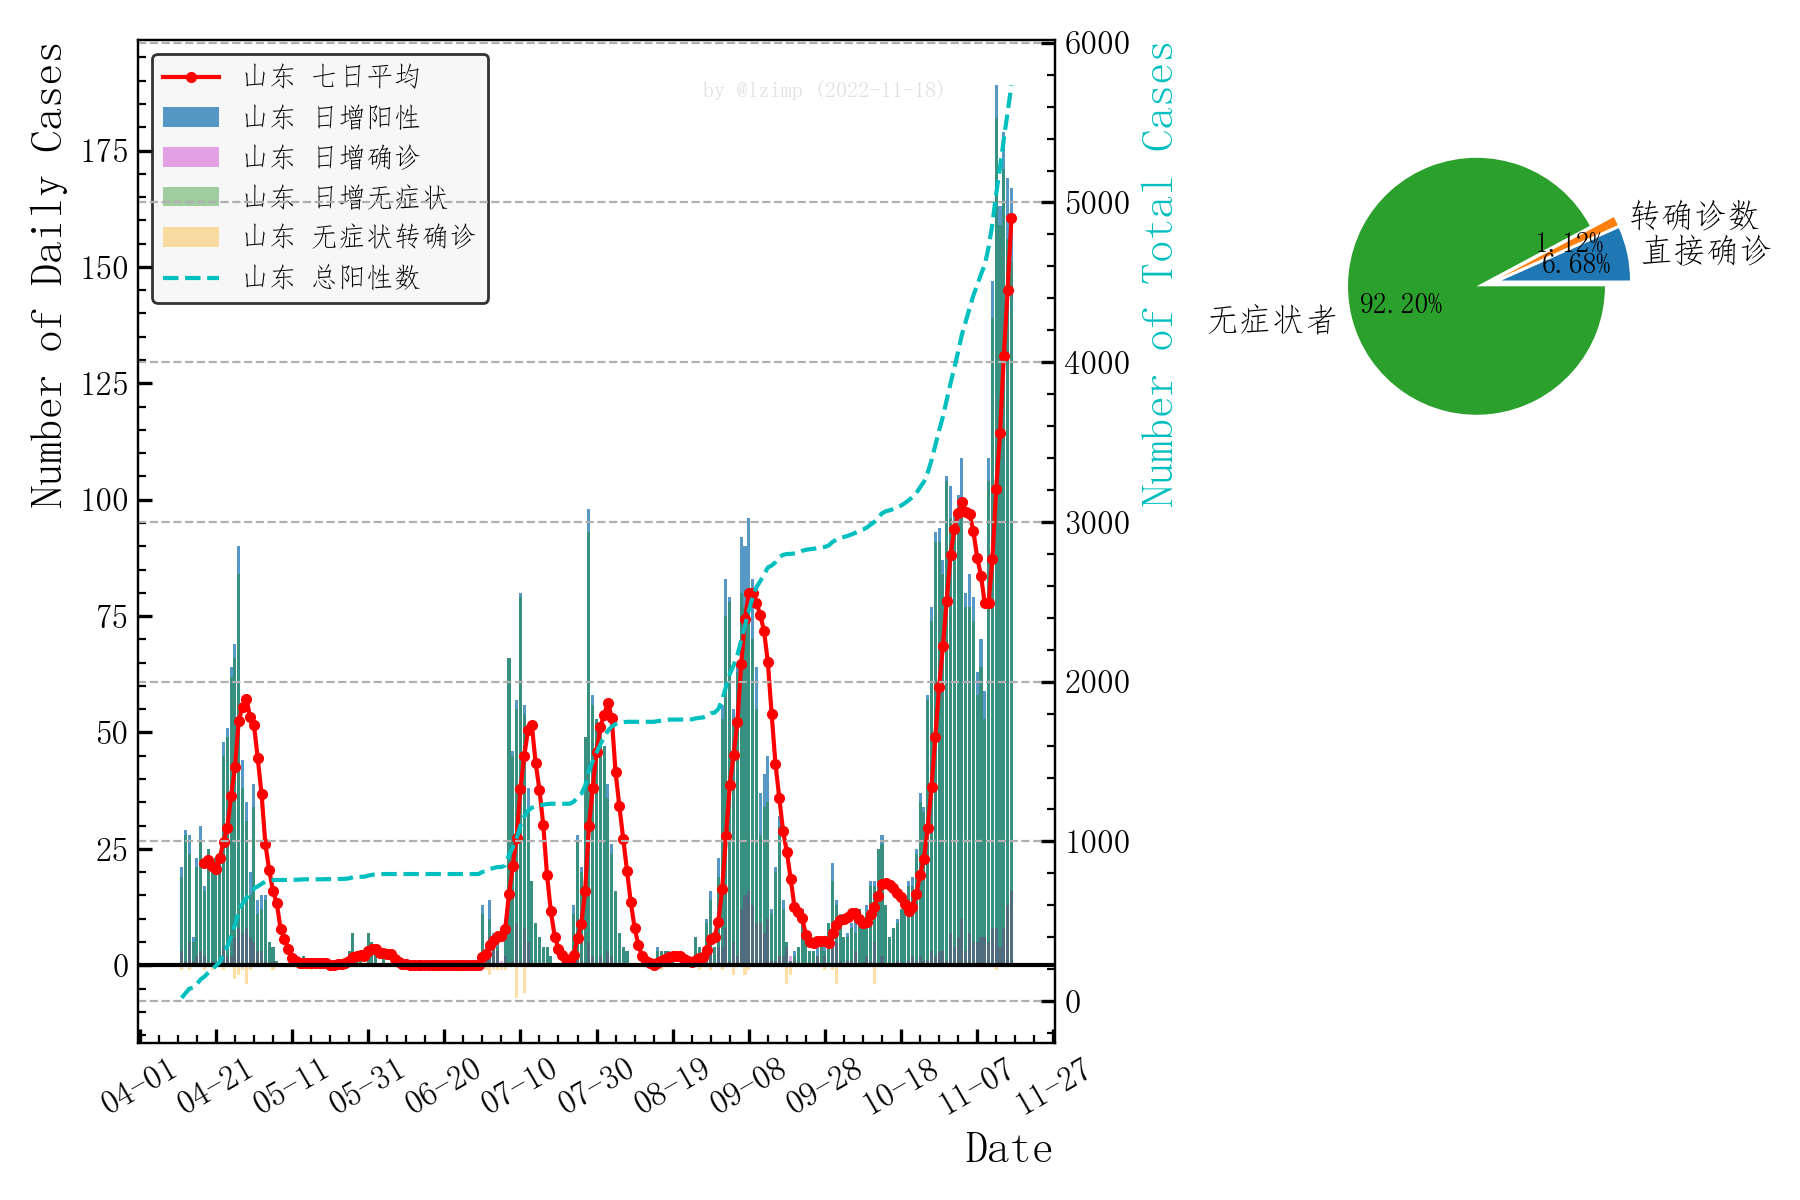 Number of Daily Cases
175
150
125
100
75
50
25
0
山东 七日平均
山东 日增阳性
山东 日增确诊
山东 日增无症状
山东 无症状转确诊
山东 总阳性数
by @lzimp (2022-11-18)
6000
5000
4000
3000
2000
1000
0
Number of Total Cases
04-01
04-21
05-11
05-31
06-20
07-10
07-30
08-19
09-08
09-28
10-18
11-07
11-27
Date
转确诊数
1.12%
直接确诊
6.68%
92.20%
无症状者